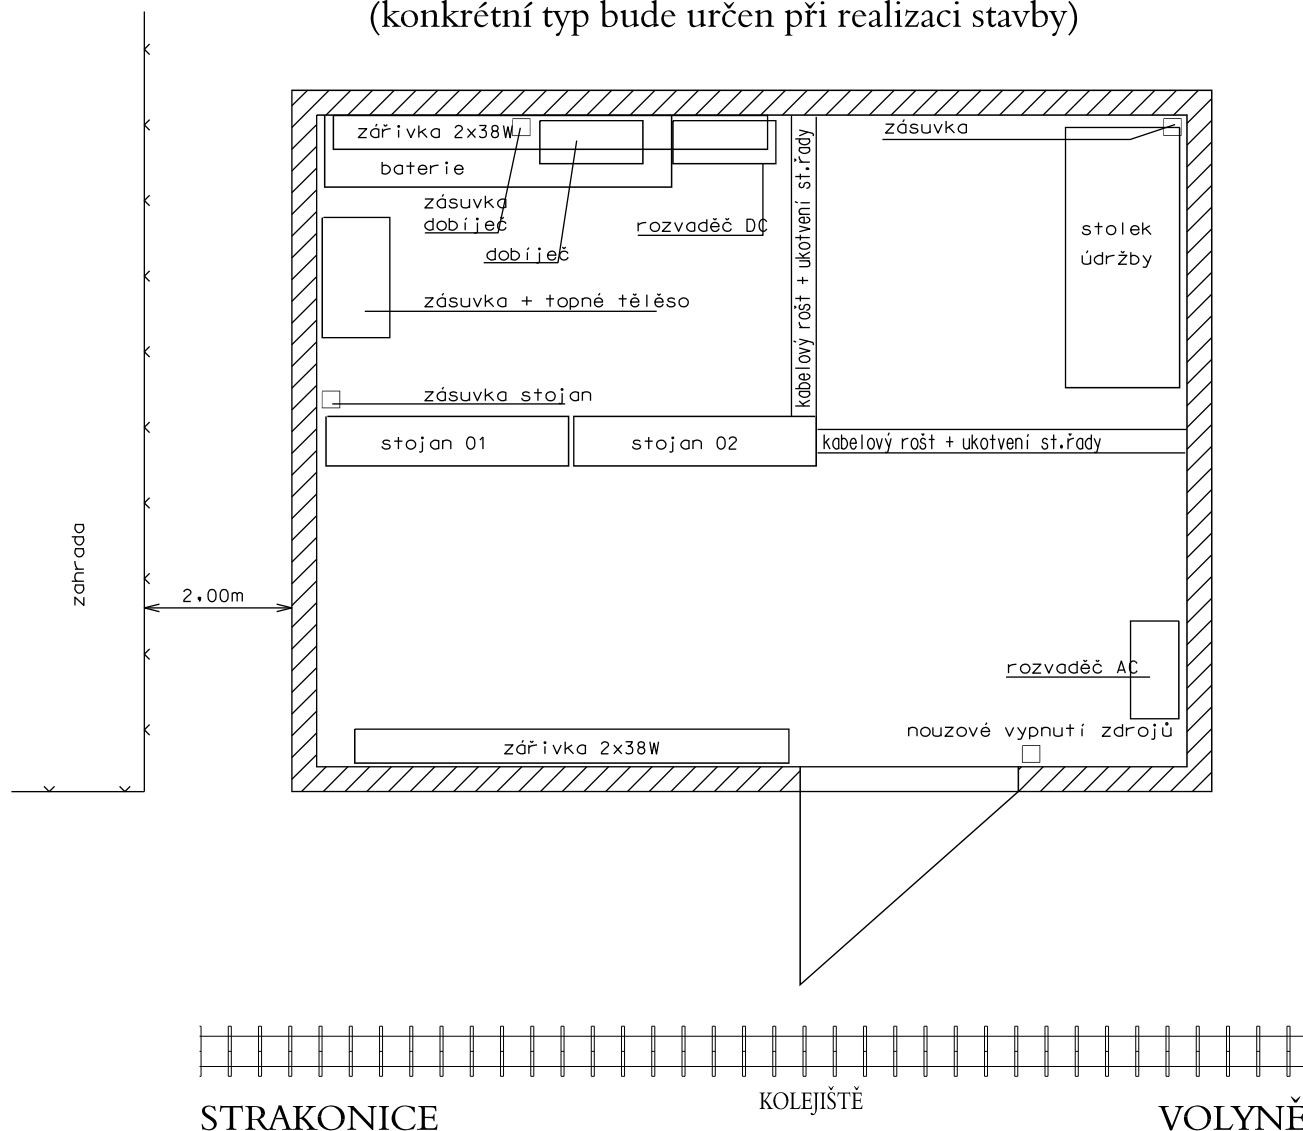 (konkrétní typ bude určen při realizaci stavby)
zářivka 2x38W
baterie
zásuvka
dobíječ
dobíječ
rozvaděč DC
kabelový rošt + ukotvení st.řady
zásuvka
stolek
údržby
zásuvka + topné tělěso
zásuvka stojan
stojan 01
stojan 02
kabelový rošt + ukotvení st.řady
zahrada
2,00m
rozvaděč AC
nouzové vypnutí zdrojů
zářivka 2x38W
KOLEJIŠTĚ
STRAKONICE
VOLYNĚ